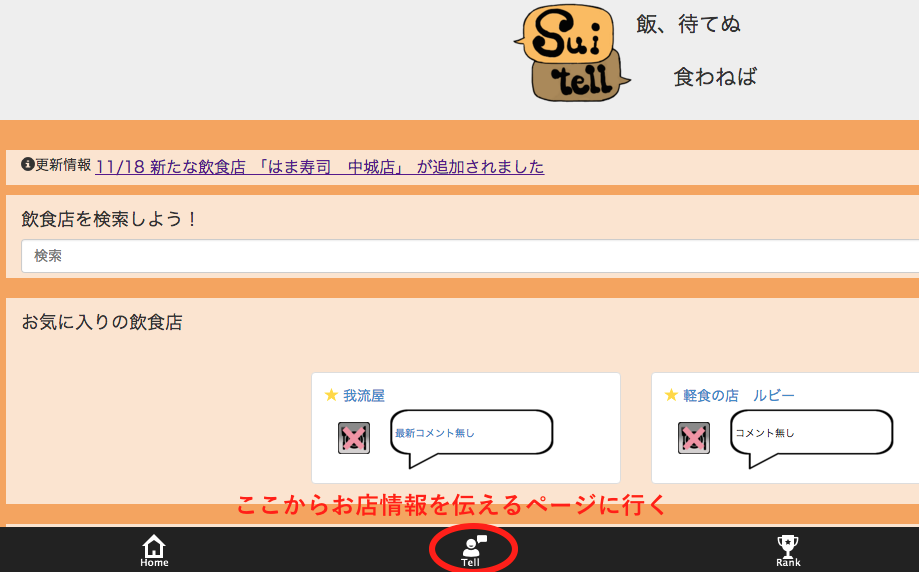 Sui
tell
飯、待てぬ
食わねば
更新情報 11/18 新たな飲食店 「はま寿司　中城店」 が追加されました
飲食店を検索しよう！
検索
お気に入りの飲食店
我流屋
軽食の店　ルビー
最新コメント無し
コメント無し
ここからお店情報を伝えるページに行く
Home
Tell
Rank